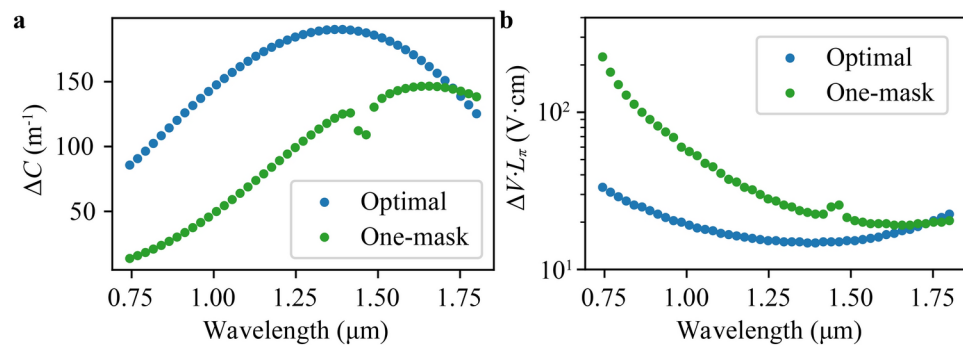 a
ΔC (m⁻¹)
150
100
50
0.75 1.00 1.25 1.50 1.75
Wavelength (μm)
Optimal
One-mask
b
ΔV·Lπ (V·cm)
10²
10¹
0.75 1.00 1.25 1.50 1.75
Wavelength (μm)
Optimal
One-mask